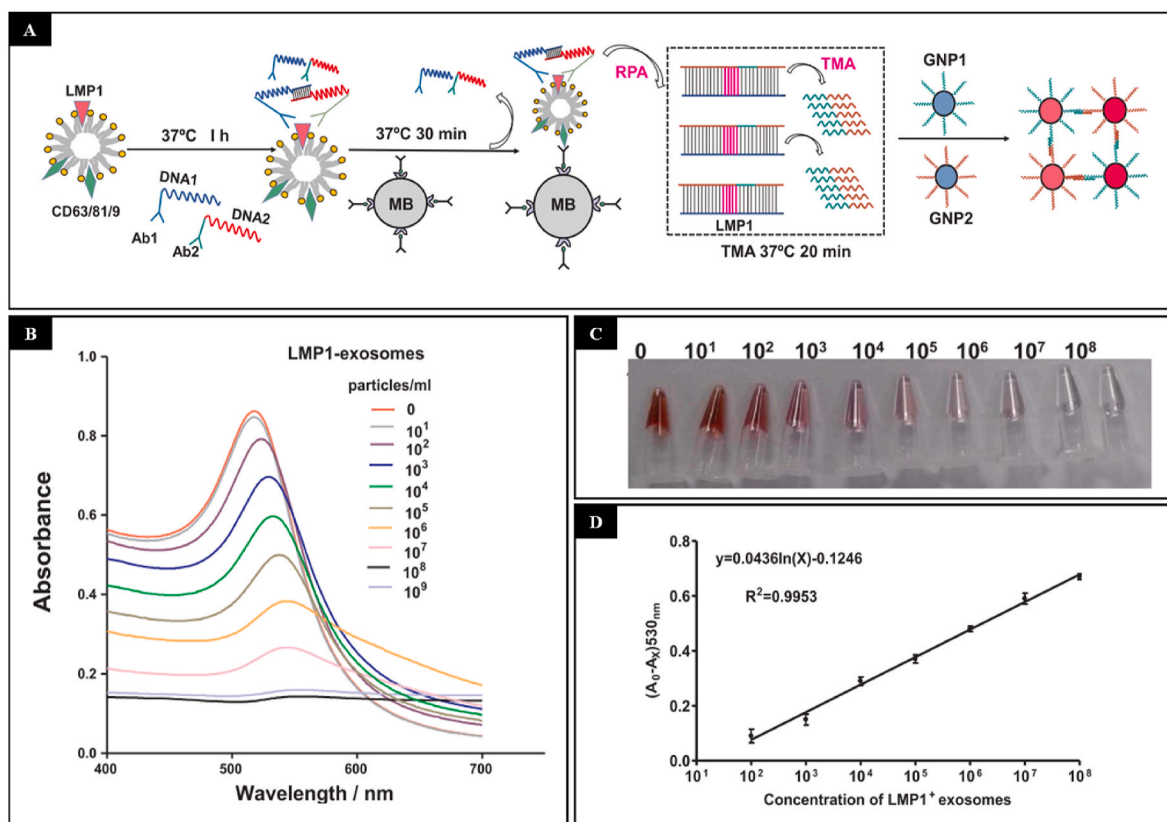 A
LMP1
CD63/81/9
37ºC 1 h
DNA1
DNA2
Ab1
Ab2
37ºC 30 min
MB
MB
RPA
TMA
LMP1
TMA 37ºC 20 min
GNP1
GNP2
B
LMP1-exosomes
particles/ml
0
10¹
10²
10³
10⁴
10⁵
10⁶
10⁷
10⁸
10⁹
1.0
0.8
0.6
0.4
0.2
0.0
Absorbance
400 500 600 700
Wavelength / nm
C
0 10¹ 10² 10³ 10⁴ 10⁵ 10⁶ 10⁷ 10⁸
D
y=0.0436ln(X)-0.1246
R²=0.9953
0.8
0.6
0.4
0.2
0.0
(A₀-Aₓ)530nm
10¹ 10² 10³ 10⁴ 10⁵ 10⁶ 10⁷ 10⁸
Concentration of LMP1⁺ exosomes